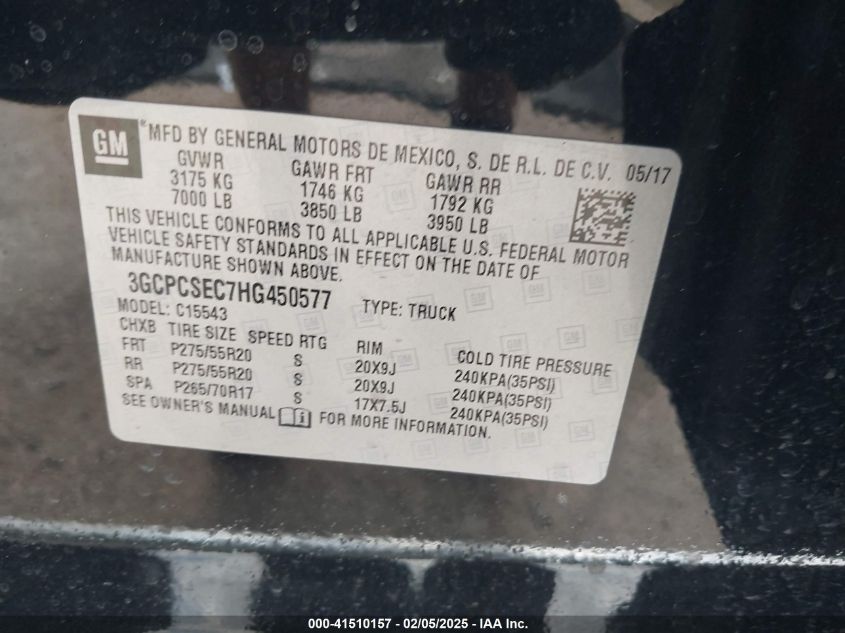 GM *MFD BY GENERAL MOTORS DE MEXICO, S. DE R.L. DE C.V. 05/17
GVWR GAWR FRT GAWR RR
3175 KG 1746 KG 1792 KG
7000 LB 3850 LB 3950 LB
THIS VEHICLE CONFORMS TO ALL APPLICABLE U.S. FEDERAL MOTOR
VEHICLE SAFETY STANDARDS IN EFFECT ON THE DATE OF
MANUFACTURE SHOWN ABOVE.
3GCPCSEC7HG450577 TYPE: TRUCK
MODEL: C15543
CHXB TIRE SIZE SPEED RTG RIM COLD TIRE PRESSURE
FRT P275/55R20 S 20X9J 240KPA(35PSI)
RR P275/55R20 S 20X9J 240KPA(35PSI)
SPA P265/70R17 S 17X7.5J 240KPA(35PSI)
SEE OWNER'S MANUAL FOR MORE INFORMATION.
000-41510157 - 02/05/2025 - IAA Inc.